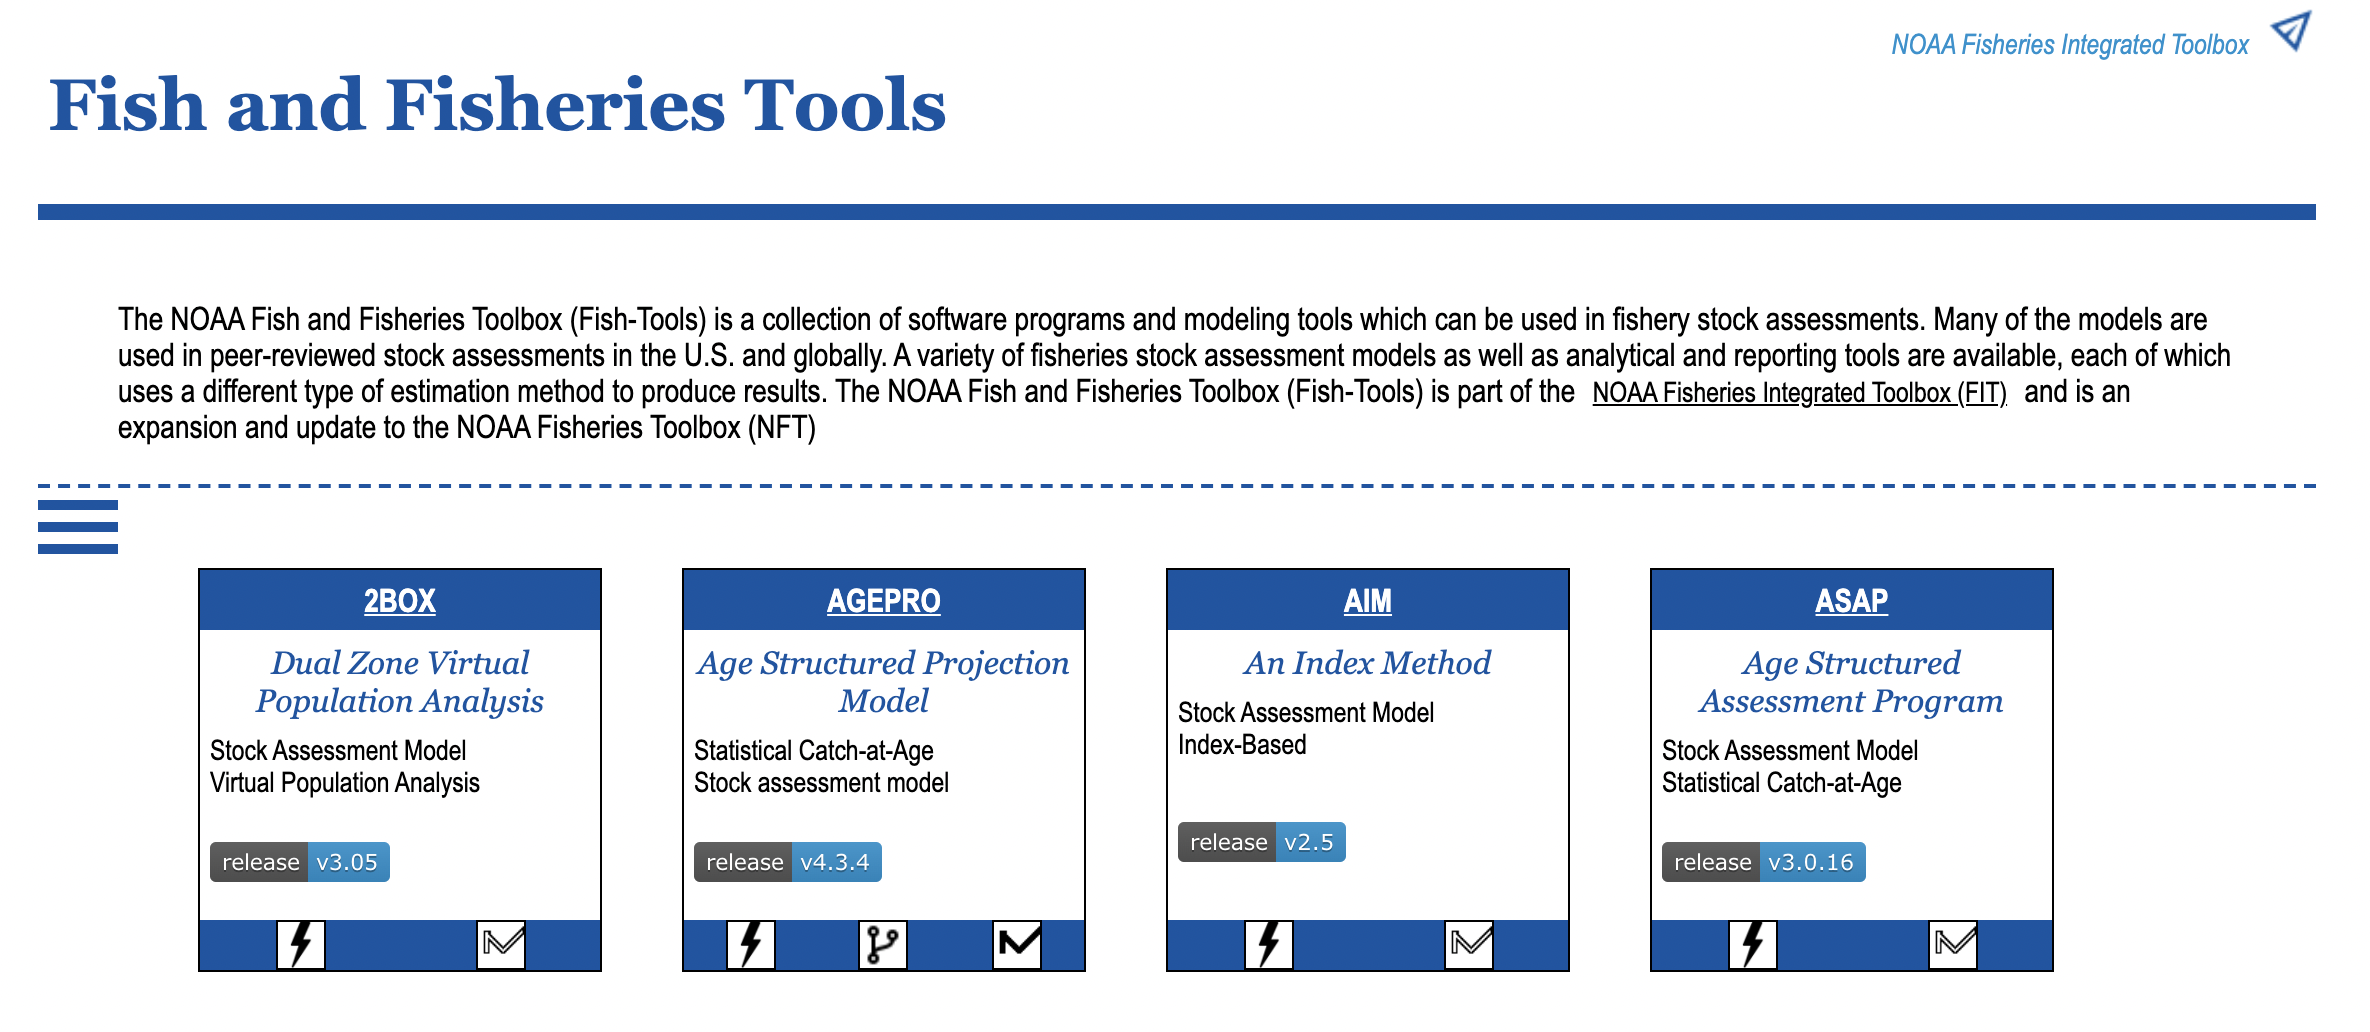 NOAA Fisheries Integrated Toolbox
Fish and Fisheries Tools
The NOAA Fish and Fisheries Toolbox (Fish-Tools) is a collection of software programs and modeling tools which can be used in fishery stock assessments. Many of the models are
used in peer-reviewed stock assessments in the U.S. and globally. A variety of fisheries stock assessment models as well as analytical and reporting tools are available, each of which
uses a different type of estimation method to produce results. The NOAA Fish and Fisheries Toolbox (Fish-Tools) is part of the NOAA Fisheries Integrated Toolbox (FIT) and is an
expansion and update to the NOAA Fisheries Toolbox (NFT)
2BOX
Dual Zone Virtual
Population Analysis
Stock Assessment Model
Virtual Population Analysis
release v3.05
AGEPRO
Age Structured Projection
Model
Statistical Catch-at-Age
Stock assessment model
release v4.3.4
AIM
An Index Method
Stock Assessment Model
Index-Based
release v2.5
ASAP
Age Structured
Assessment Program
Stock Assessment Model
Statistical Catch-at-Age
release v3.0.16